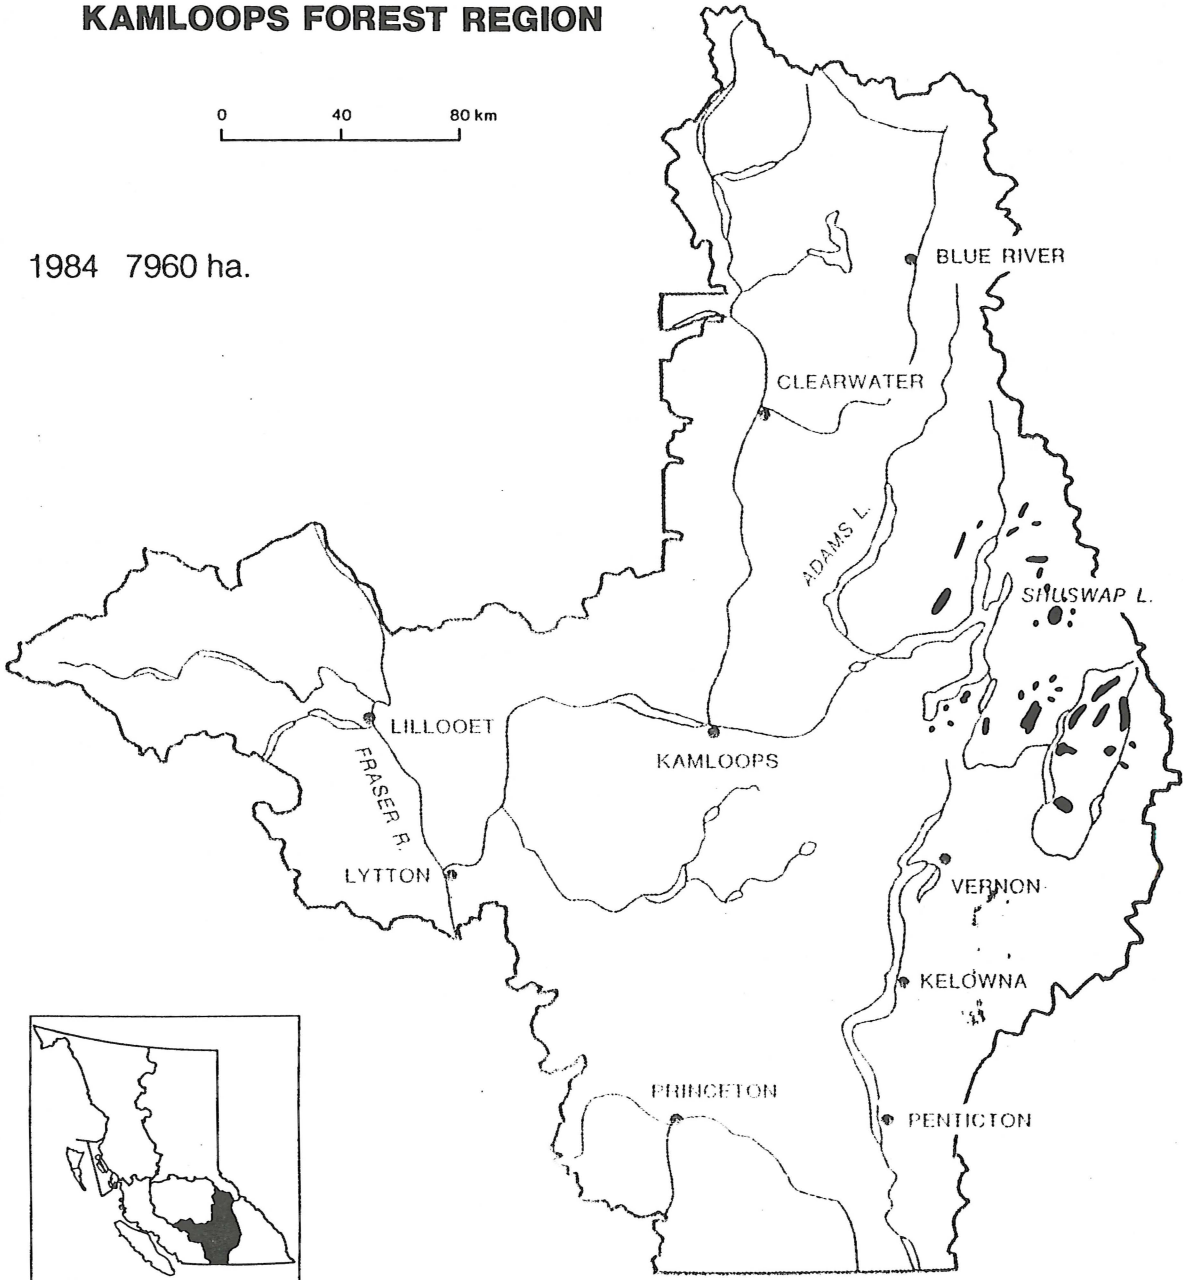 KAMLOOPS FOREST REGION
0 40 80 km
1984 7960 ha.
BLUE RIVER
CLEARWATER
ADAMS L.
SHUSWAP L.
LILLOOET
KAMLOOPS
FRASER R.
LYTTON
VERNON
KELOWNA
PRINCETON
PENTICTON